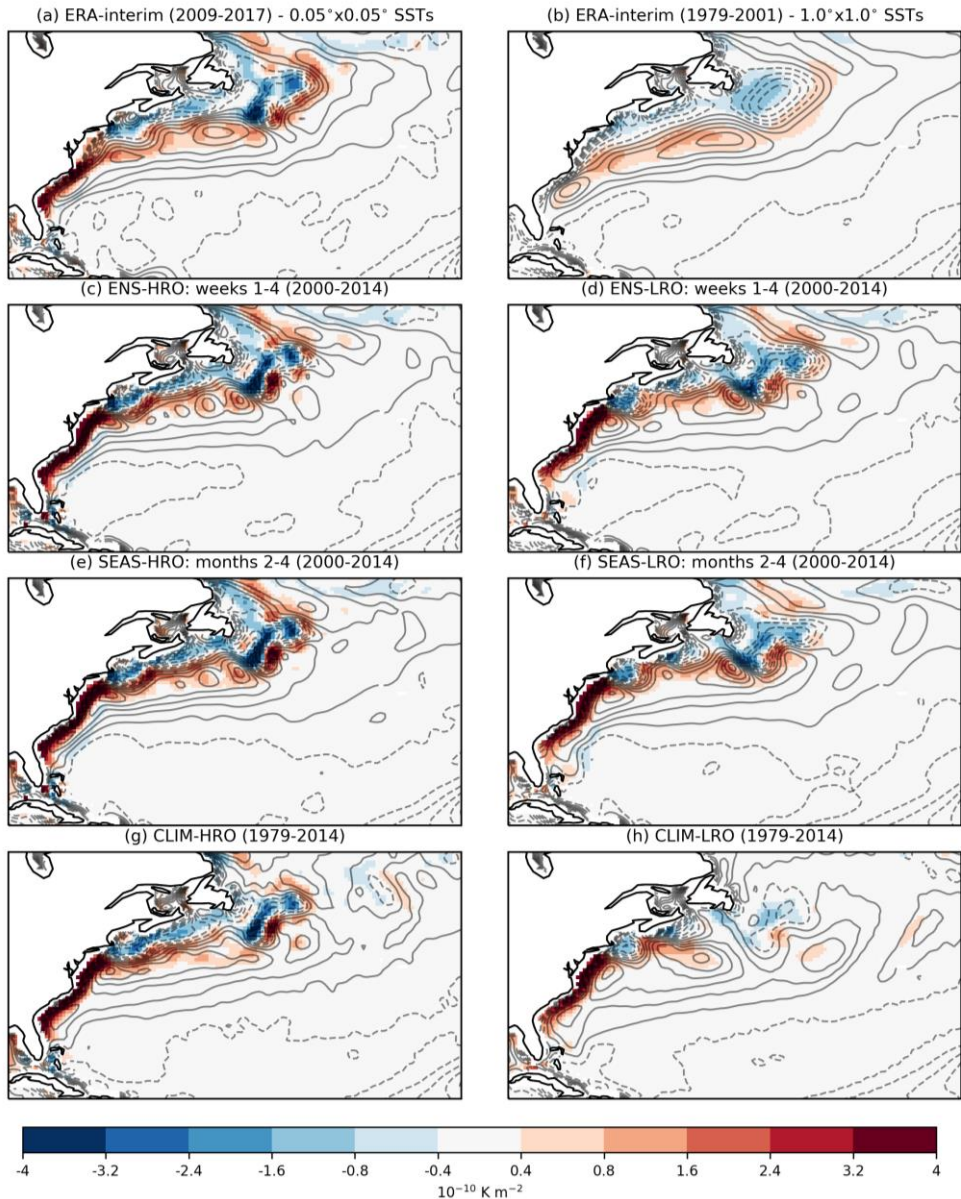 (a) ERA-interim (2009-2017) - 0.05°x0.05° SSTs
(b) ERA-interim (1979-2001) - 1.0°x1.0° SSTs
(c) ENS-HRO: weeks 1-4 (2000-2014)
(d) ENS-LRO: weeks 1-4 (2000-2014)
(e) SEAS-HRO: months 2-4 (2000-2014)
(f) SEAS-LRO: months 2-4 (2000-2014)
(g) CLIM-HRO (1979-2014)
(h) CLIM-LRO (1979-2014)
-4 -3.2 -2.4 -1.6 -0.8 -0.4 0.4 0.8 1.6 2.4 3.2 4
10⁻¹⁰ K m⁻²